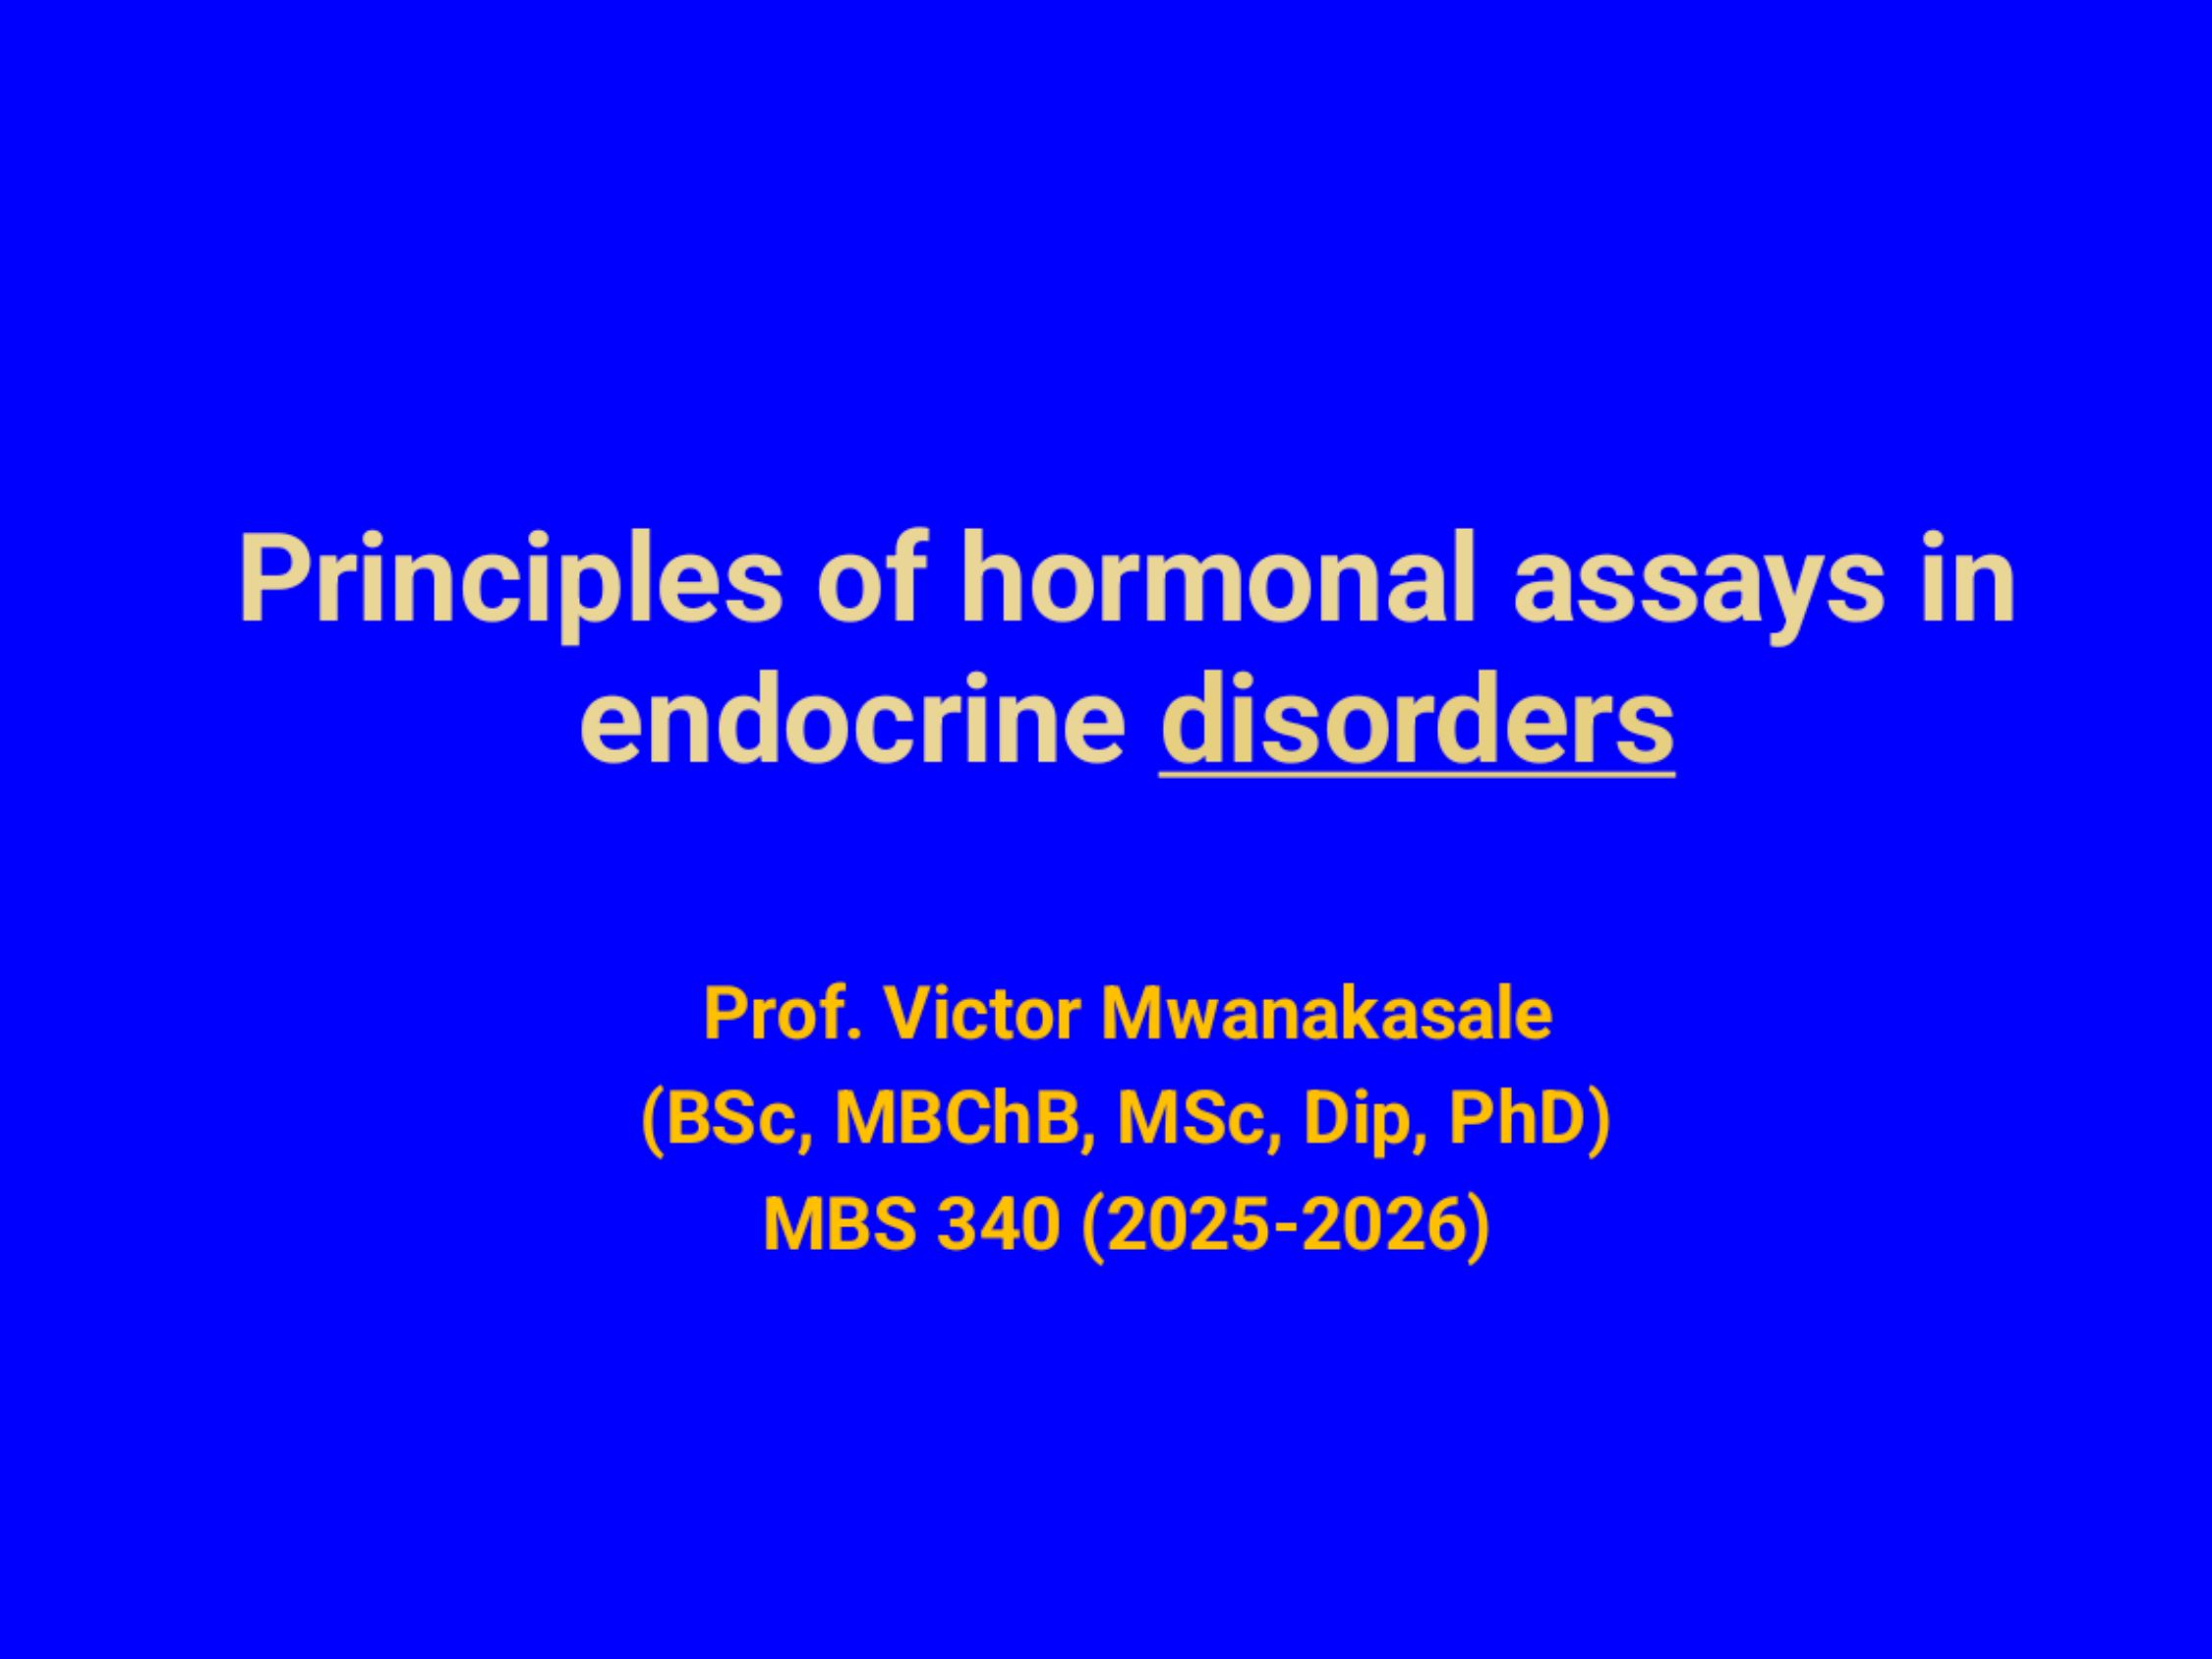 Principles of hormonal assays in
endocrine disorders
Prof. Victor Mwanakasale
(BSc, MBChB, MSc, Dip, PhD)
MBS 340 (2025-2026)